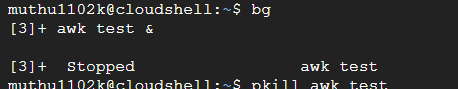 muthu1102k@cloudshell:~$ bg
[3]+ awk test &
[3]+  Stopped                 awk test
muthu1102k@cloudshell:~$ pkill awk test